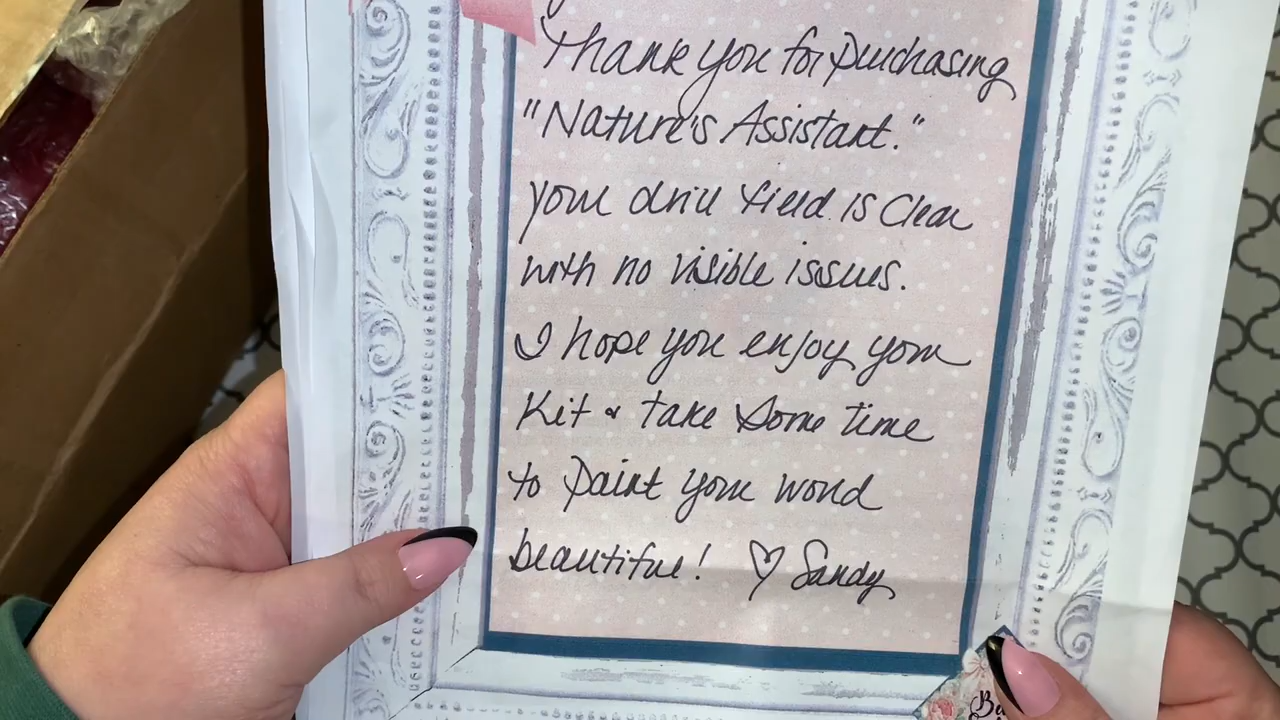 Thank you for purchasing
"Nature's Assistant."
your drill field is clear
with no visible issues.
I hope you enjoy your
Kit & take some time
to paint your world
beautiful! ♡ Sandy